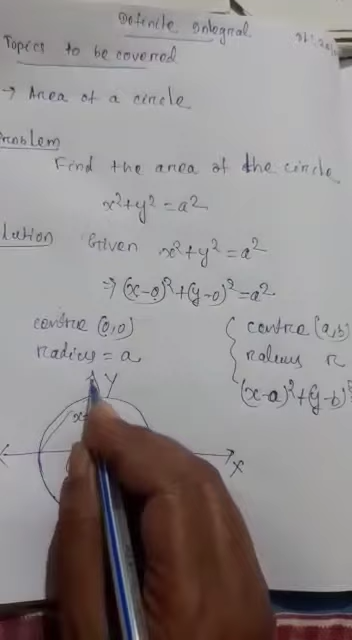 Definite Integral
Topics to be covered
→ Area of a circle
Problem
Find the area of the circle
x²+y²=a²
lution Given x²+y²=a²
⇒ (x-0)²+(y-0)²=a²
centre (0,0)
radius = a
centre (a,b)
radius r
(x-a)²+(y-b)²
Y
X